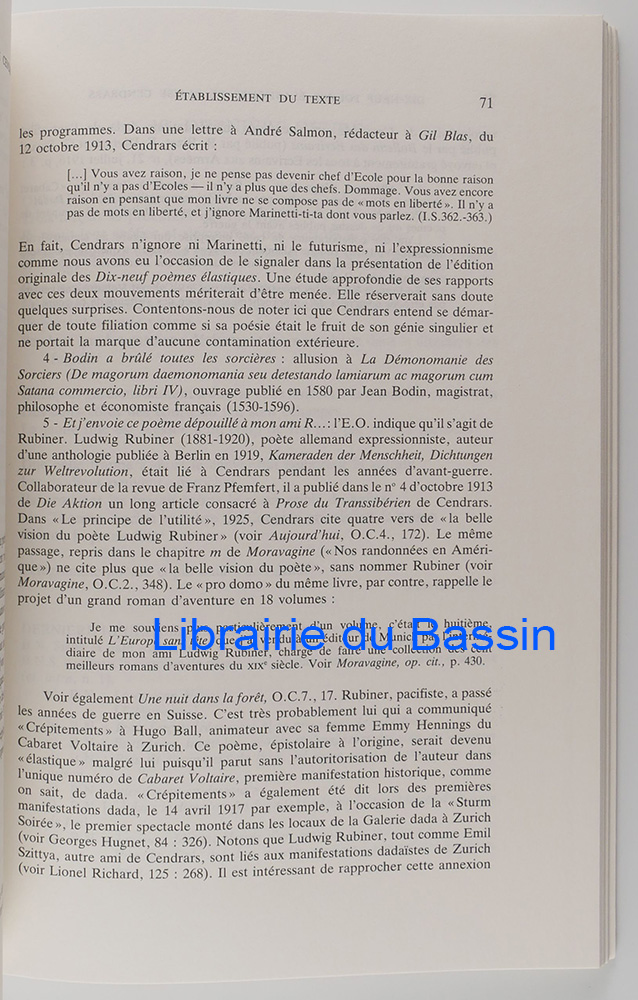 ÉTABLISSEMENT DU TEXTE 71
les programmes. Dans une lettre à André Salmon, rédacteur à Gil Blas, du
12 octobre 1913, Cendrars écrit :
[...] Vous avez raison, je ne pense pas devenir chef d'Ecole pour la bonne raison
qu'il n'y a pas d'Ecoles — il n'y a plus que des chefs. Dommage. Vous avez encore
raison en pensant que mon livre ne se compose pas de « mots en liberté ». Il n'y a
pas de mots en liberté, et j'ignore Marinetti-ti-ta dont vous parlez. (I.S.362.-363.)
En fait, Cendrars n'ignore ni Marinetti, ni le futurisme, ni l'expressionnisme
comme nous avons eu l'occasion de le signaler dans la présentation de l'édition
originale des Dix-neuf poèmes élastiques. Une étude approfondie de ses rapports
avec ces deux mouvements mériterait d'être menée. Elle réserverait sans doute
quelques surprises. Contentons-nous de noter ici que Cendrars entend se démar-
quer de toute filiation comme si sa poésie était le fruit de son génie singulier et
ne portait la marque d'aucune contamination extérieure.
4 - Bodin a brûlé toutes les sorcières : allusion à La Démonomanie des
Sorciers (De magorum daemonomania seu detestando lamiarum ac magorum cum
Satana commercio, libri IV), ouvrage publié en 1580 par Jean Bodin, magistrat,
philosophe et économiste français (1530-1596).
5 - Et j'envoie ce poème dépouillé à mon ami R... : l'E.O. indique qu'il s'agit de
Rubiner. Ludwig Rubiner (1881-1920), poète allemand expressionniste, auteur
d'une anthologie publiée à Berlin en 1919, Kameraden der Menschheit, Dichtungen
zur Weltrevolution, était lié à Cendrars pendant les années d'avant-guerre.
Collaborateur de la revue de Franz Pfemfert, il a publié dans le n° 4 d'octobre 1913
de Die Aktion un long article consacré à Prose du Transsibérien de Cendrars.
Dans « Le principe de l'utilité », 1925, Cendrars cite quatre vers de « la belle
vision du poète Ludwig Rubiner » (voir Aujourd'hui, O.C.4., 172). Le même
passage, repris dans le chapitre m de Moravagine (« Nos randonnées en Améri-
que ») ne cite plus que « la belle vision du poète », sans nommer Rubiner (voir
Moravagine, O.C.2., 348). Le « pro domo » du même livre, par contre, rappelle le
projet d'un grand roman d'aventure en 18 volumes :
Je me souviens plus particulièrement d'un volume, c'était le huitième,
intitulé L'Europe sans tête, que j'ai vendu à un éditeur de Munich par l'intermé-
diaire de mon ami Ludwig Rubiner, chargé de faire une collection des cent
meilleurs romans d'aventures du XIXe siècle. Voir Moravagine, op. cit., p. 430.
Librairie du Bassin
Voir également Une nuit dans la forêt, O.C.7., 17. Rubiner, pacifiste, a passé
les années de guerre en Suisse. C'est très probablement lui qui a communiqué
« Crépitements » à Hugo Ball, animateur avec sa femme Emmy Hennings du
Cabaret Voltaire à Zurich. Ce poème, épistolaire à l'origine, serait devenu
« élastique » malgré lui puisqu'il parut sans l'autoritorisation de l'auteur dans
l'unique numéro de Cabaret Voltaire, première manifestation historique, comme
on sait, de dada. « Crépitements » a également été dit lors des premières
manifestations dada, le 14 avril 1917 par exemple, à l'occasion de la « Sturm
Soirée », le premier spectacle monté dans les locaux de la Galerie dada à Zurich
(voir Georges Hugnet, 84 : 326). Notons que Ludwig Rubiner, tout comme Emil
Szittya, autre ami de Cendrars, sont liés aux manifestations dadaïstes de Zurich
(voir Lionel Richard, 125 : 268). Il est intéressant de rapprocher cette annexion